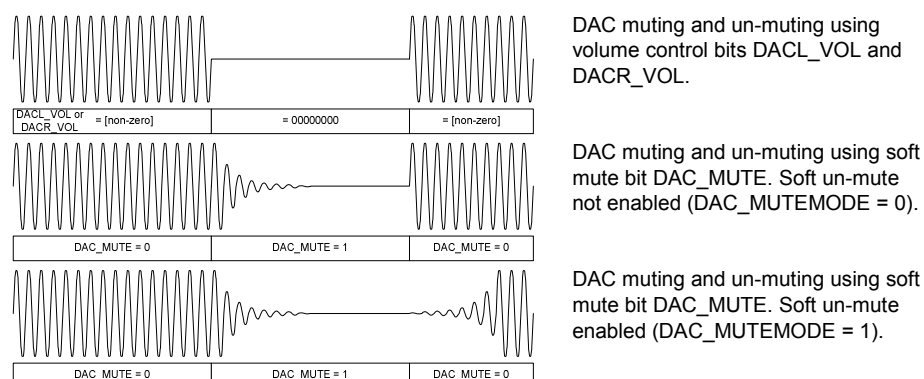 DAC muting and un-muting using
volume control bits DACL_VOL and
DACR_VOL.
DACL_VOL or
DACR_VOL
= [non-zero]
= 00000000
= [non-zero]
DAC muting and un-muting using soft
mute bit DAC_MUTE. Soft un-mute
not enabled (DAC_MUTEMODE = 0).
DAC_MUTE = 0
DAC_MUTE = 1
DAC_MUTE = 0
DAC muting and un-muting using soft
mute bit DAC_MUTE. Soft un-mute
enabled (DAC_MUTEMODE = 1).
DAC_MUTE = 0
DAC_MUTE = 1
DAC_MUTE = 0